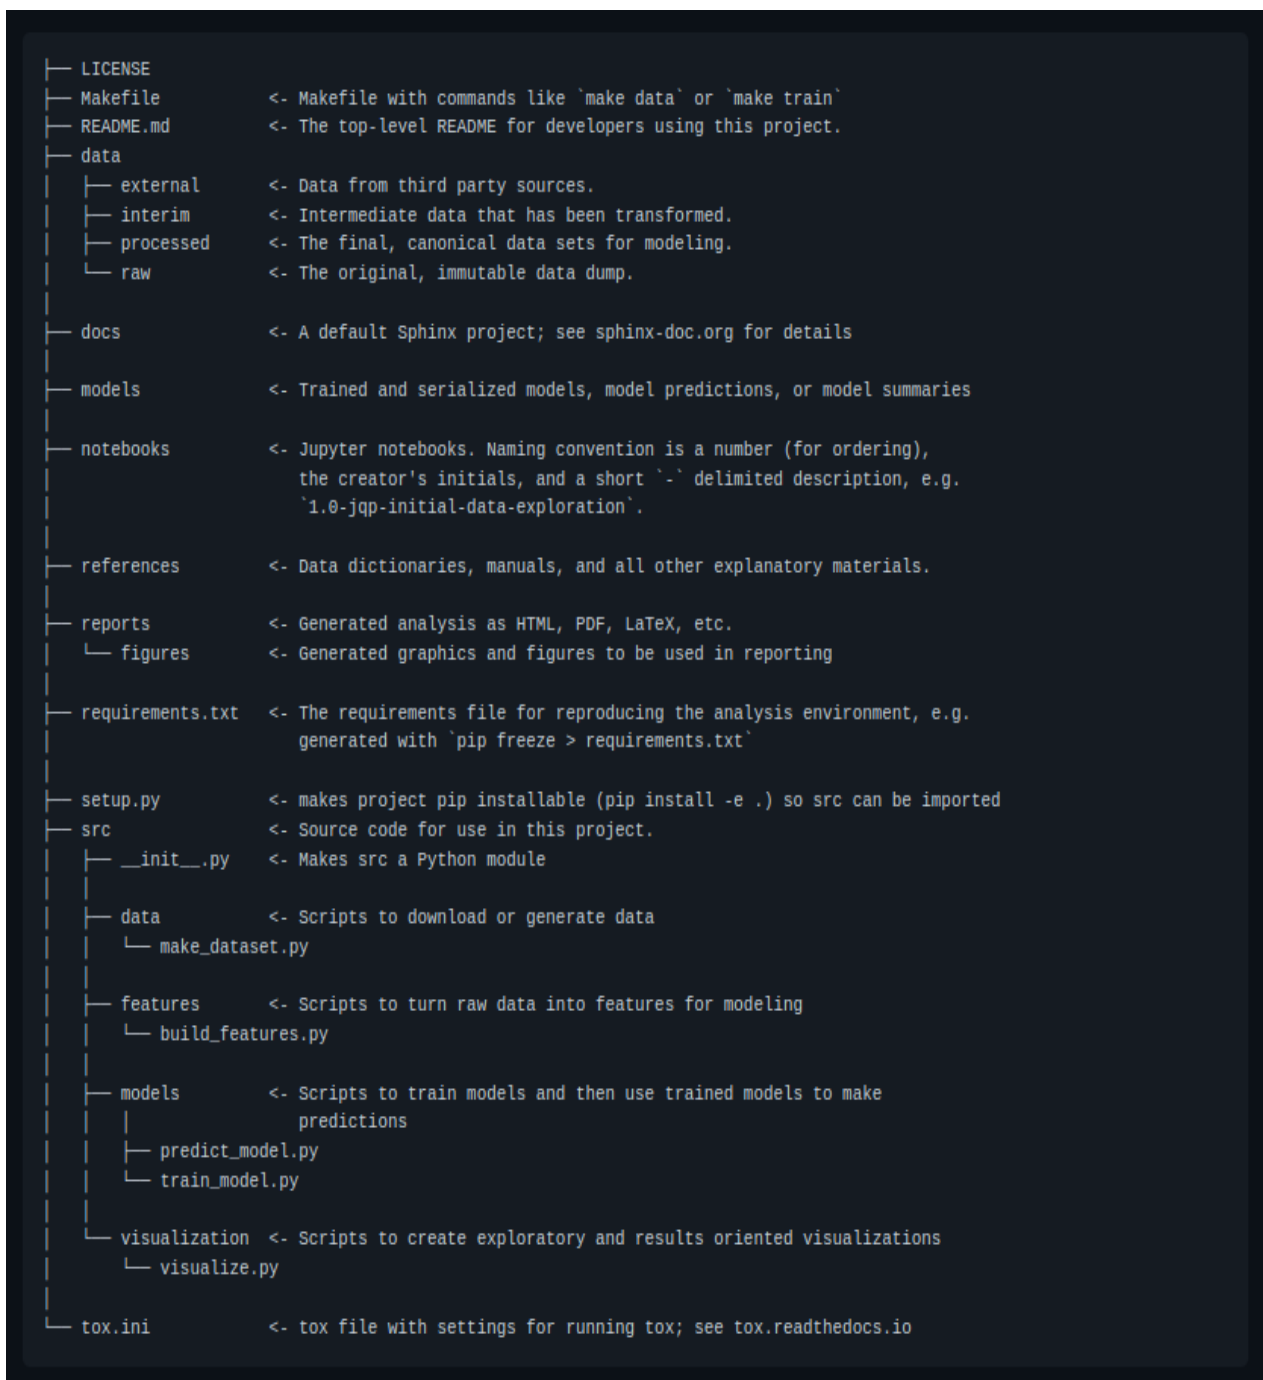 ├── LICENSE
├── Makefile           <- Makefile with commands like `make data` or `make train`
├── README.md          <- The top-level README for developers using this project.
├── data
│   ├── external       <- Data from third party sources.
│   ├── interim        <- Intermediate data that has been transformed.
│   ├── processed      <- The final, canonical data sets for modeling.
│   └── raw            <- The original, immutable data dump.
│
├── docs               <- A default Sphinx project; see sphinx-doc.org for details
│
├── models             <- Trained and serialized models, model predictions, or model summaries
│
├── notebooks          <- Jupyter notebooks. Naming convention is a number (for ordering),
│                         the creator's initials, and a short `-` delimited description, e.g.
│                         `1.0-jqp-initial-data-exploration`.
│
├── references         <- Data dictionaries, manuals, and all other explanatory materials.
│
├── reports            <- Generated analysis as HTML, PDF, LaTeX, etc.
│   └── figures        <- Generated graphics and figures to be used in reporting
│
├── requirements.txt   <- The requirements file for reproducing the analysis environment, e.g.
│                         generated with `pip freeze > requirements.txt`
│
├── setup.py           <- makes project pip installable (pip install -e .) so src can be imported
├── src                <- Source code for use in this project.
│   ├── __init__.py    <- Makes src a Python module
│   │
│   ├── data           <- Scripts to download or generate data
│   │   └── make_dataset.py
│   │
│   ├── features       <- Scripts to turn raw data into features for modeling
│   │   └── build_features.py
│   │
│   ├── models         <- Scripts to train models and then use trained models to make
│   │   │                 predictions
│   │   ├── predict_model.py
│   │   └── train_model.py
│   │
│   └── visualization  <- Scripts to create exploratory and results oriented visualizations
│       └── visualize.py
│
└── tox.ini            <- tox file with settings for running tox; see tox.readthedocs.io